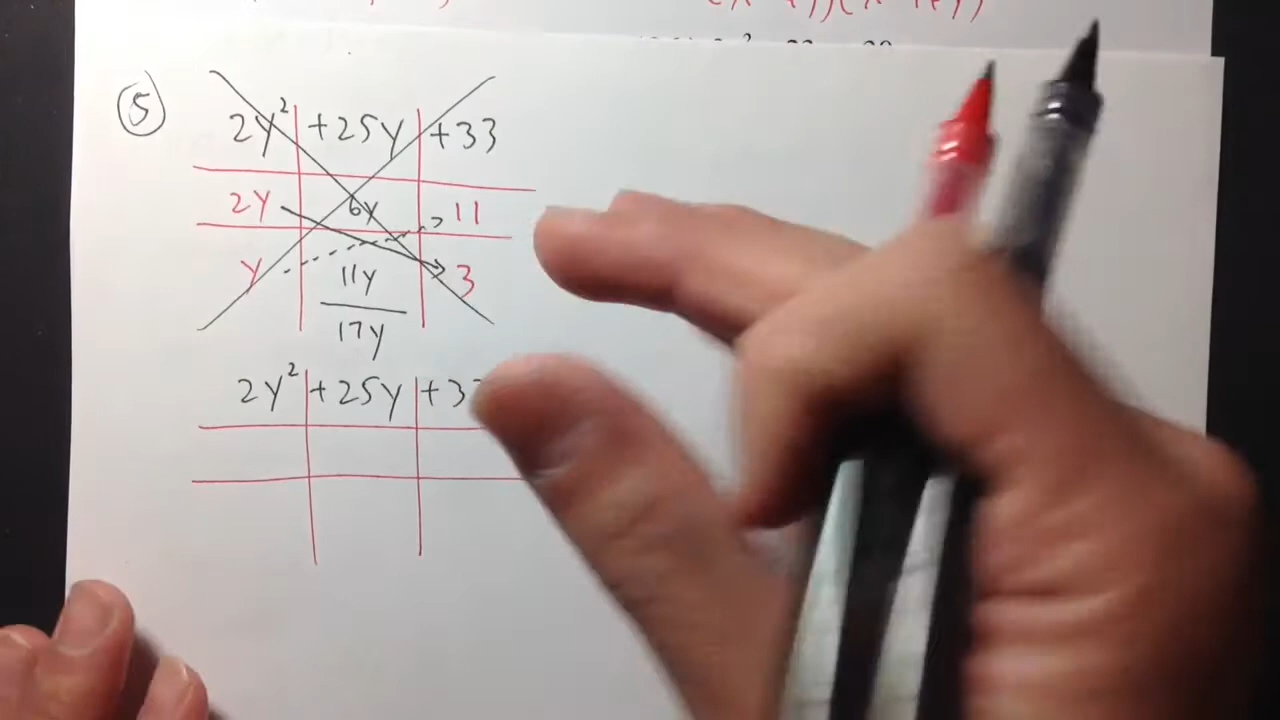 5
2y² +25y +33
2y 6y 11
y 11y 3
17y
2y² +25y +3